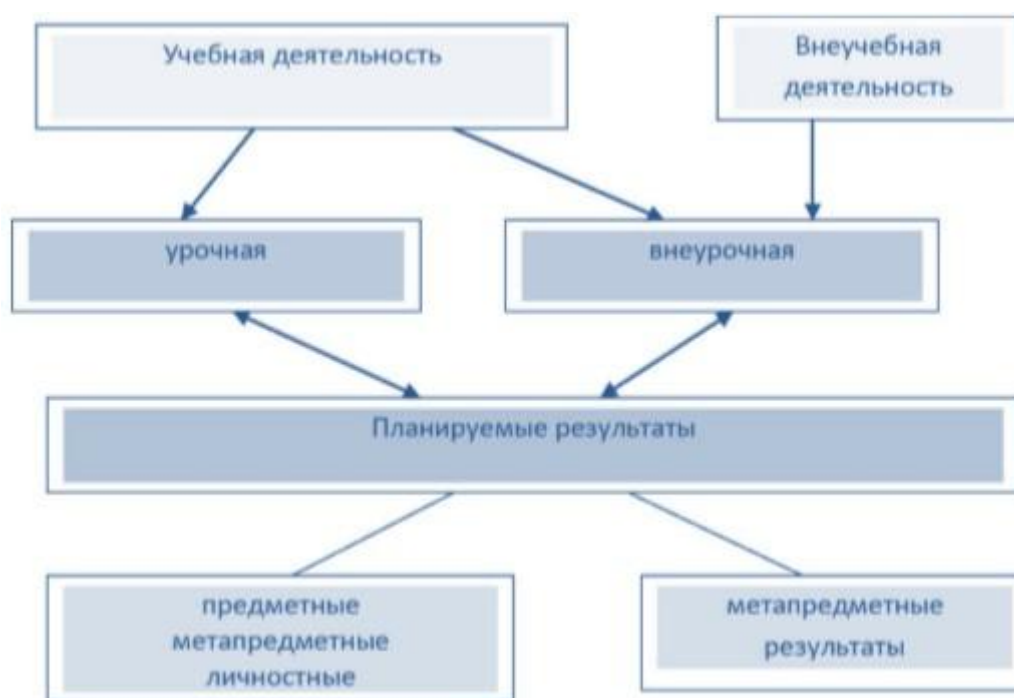 Учебная деятельность
Внеучебная
деятельность
урочная
внеурочная
Планируемые результаты
предметные
метапредметные
личностные
метапредметные
результаты